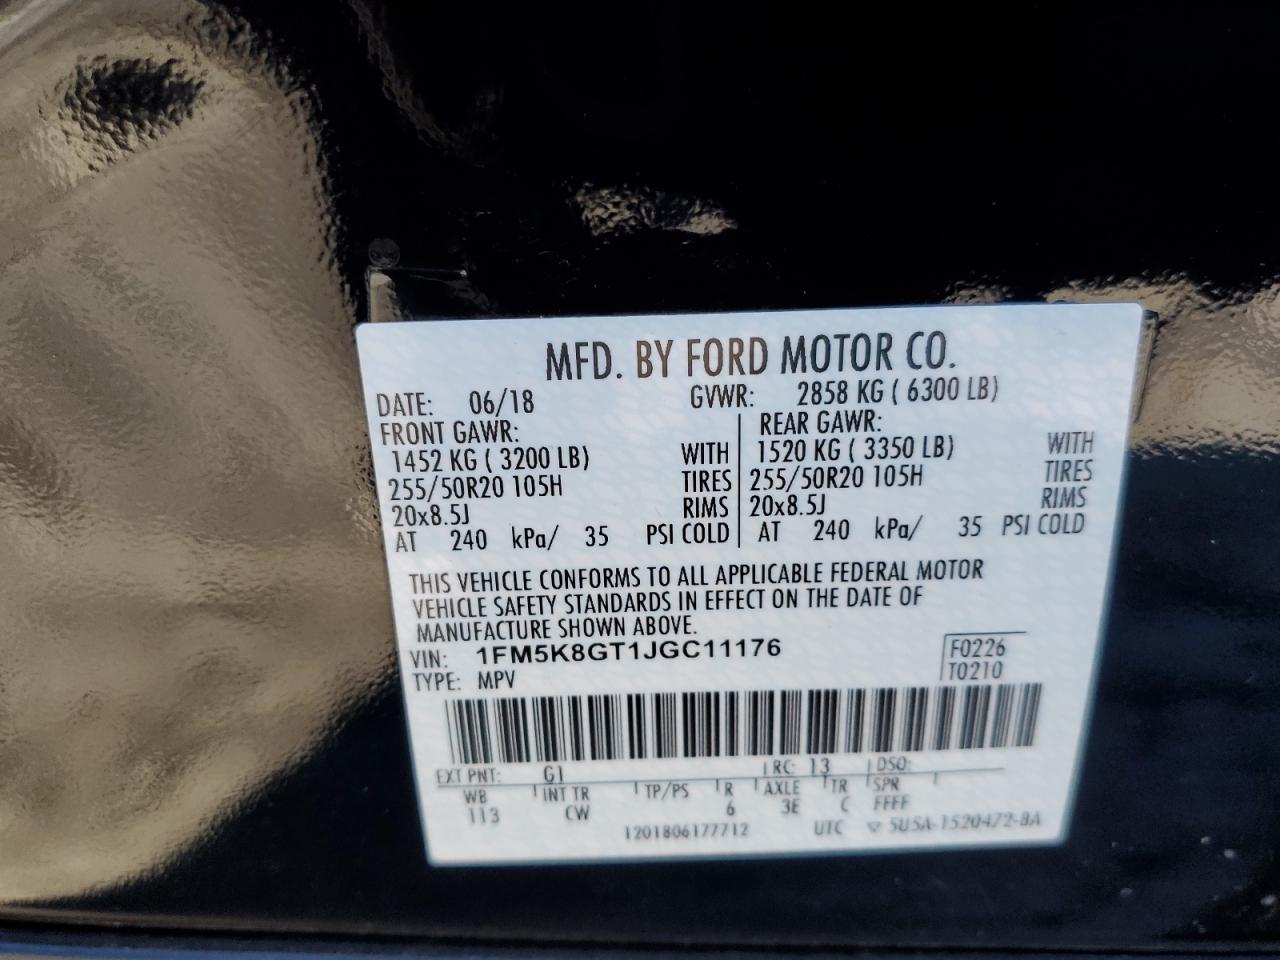 MFD. BY FORD MOTOR CO.
DATE: 06/18 GVWR: 2858 KG ( 6300 LB)
FRONT GAWR: REAR GAWR:
1452 KG ( 3200 LB) WITH 1520 KG ( 3350 LB) WITH
255/50R20 105H TIRES 255/50R20 105H TIRES
20x8.5J RIMS 20x8.5J RIMS
AT 240 kPa/ 35 PSI COLD AT 240 kPa/ 35 PSI COLD
THIS VEHICLE CONFORMS TO ALL APPLICABLE FEDERAL MOTOR
VEHICLE SAFETY STANDARDS IN EFFECT ON THE DATE OF
MANUFACTURE SHOWN ABOVE.
VIN: 1FM5K8GT1JGC11176 F0226
TYPE: MPV T0210
EXT PNT: G1 RC: 13 DSO:
WB INT TR TP/PS R AXLE TR SPR
113 CW 6 3E C FFFF
1201806177712 UTC 5U5A-1520472-BA